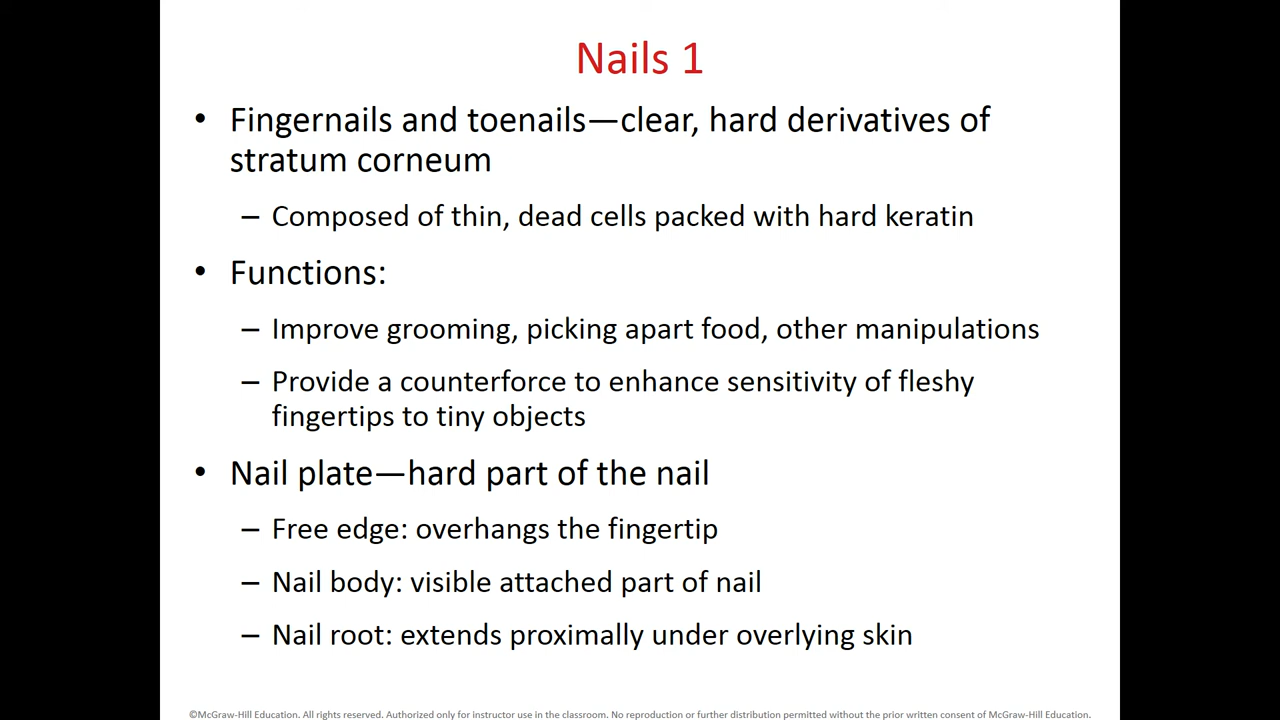 Nails 1
• Fingernails and toenails—clear, hard derivatives of
stratum corneum
– Composed of thin, dead cells packed with hard keratin
• Functions:
– Improve grooming, picking apart food, other manipulations
– Provide a counterforce to enhance sensitivity of fleshy
fingertips to tiny objects
• Nail plate—hard part of the nail
– Free edge: overhangs the fingertip
– Nail body: visible attached part of nail
– Nail root: extends proximally under overlying skin
©McGraw-Hill Education. All rights reserved. Authorized only for instructor use in the classroom. No reproduction or further distribution permitted without the prior written consent of McGraw-Hill Education.